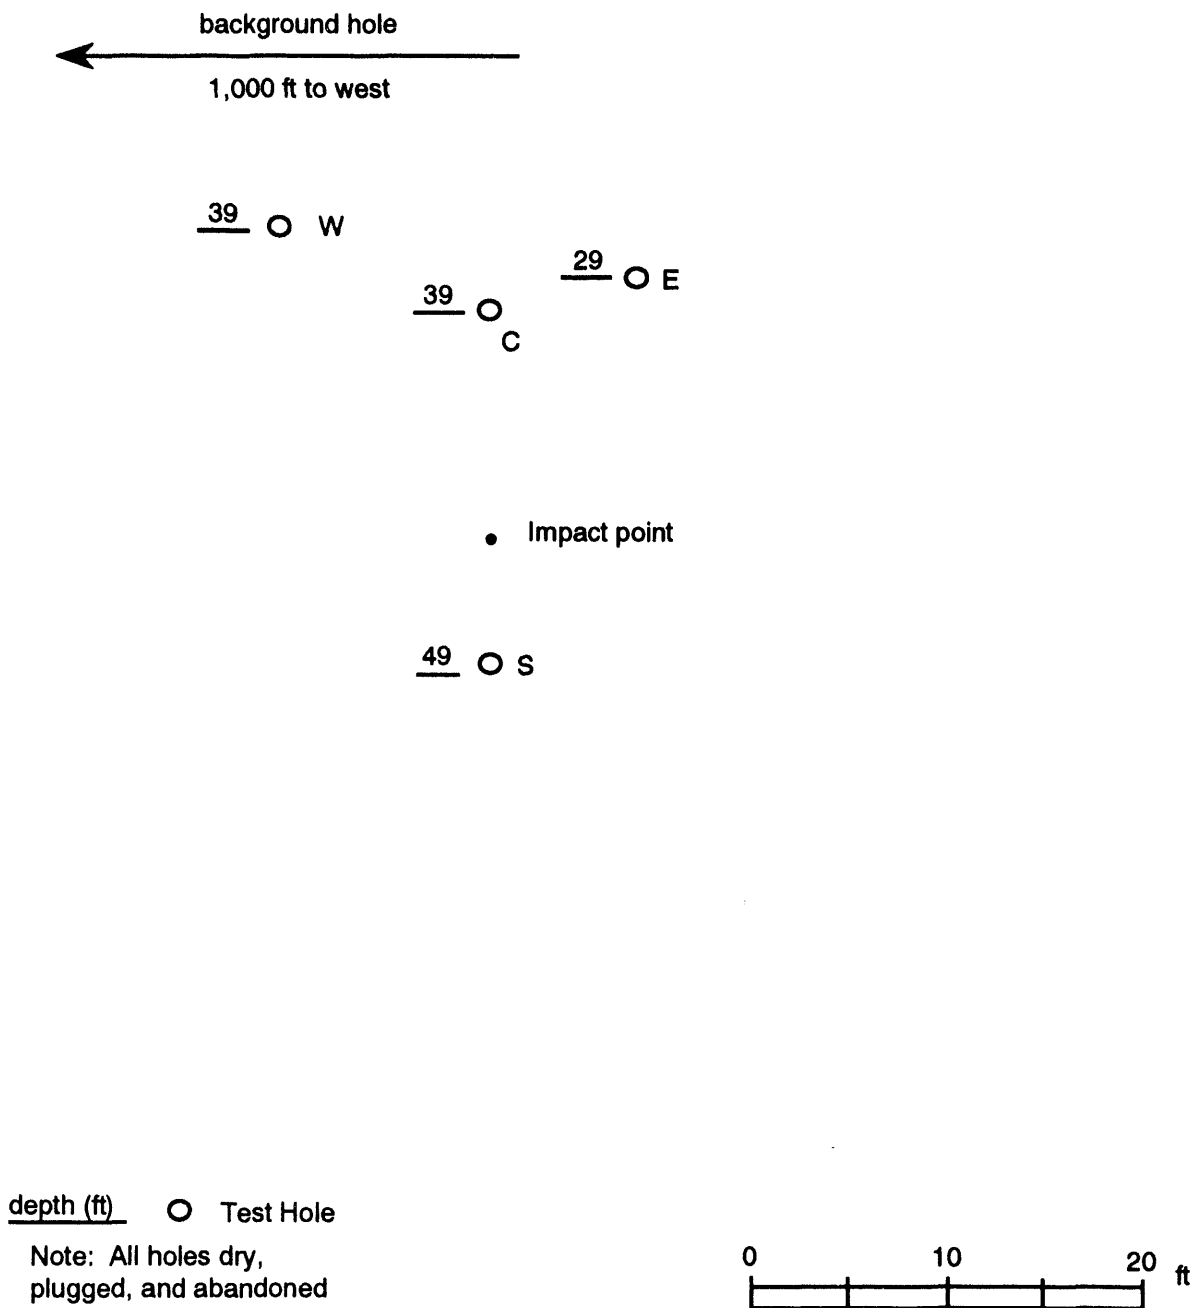 background hole
1,000 ft to west
39 W
29 E
39
C
Impact point
49 S
depth (ft) Test Hole
Note: All holes dry,
plugged, and abandoned
0 10 20 ft